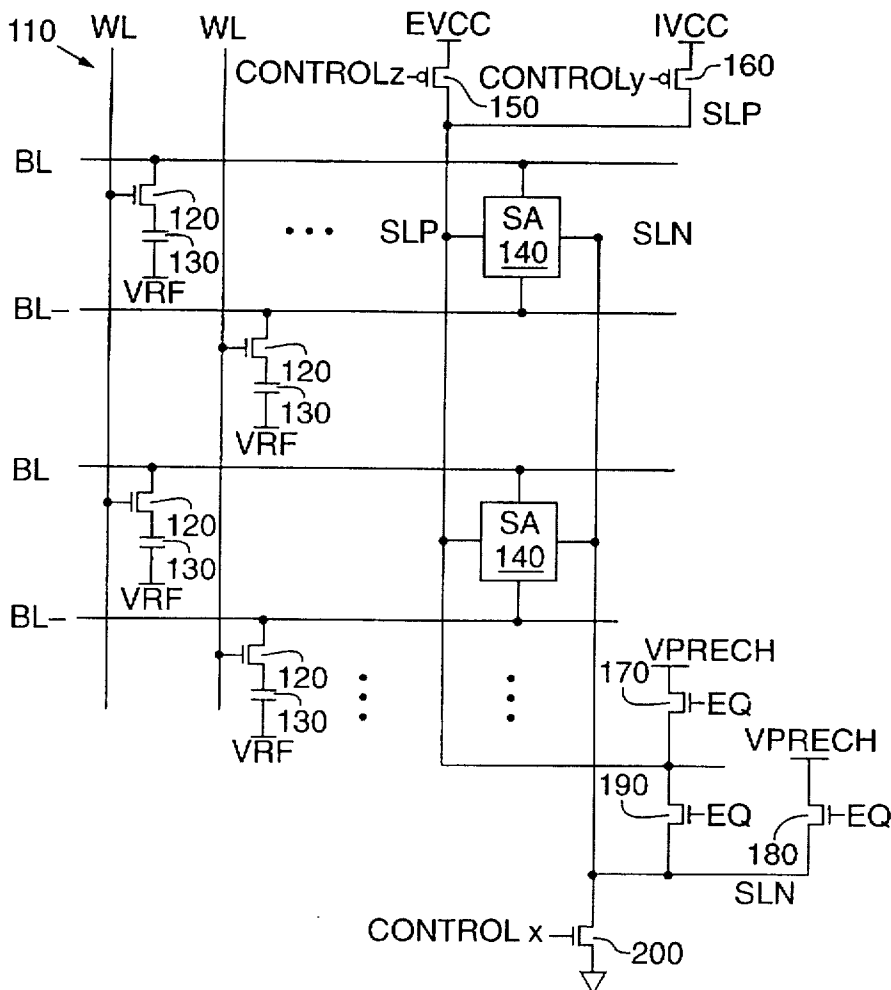 110
WL
WL
EVCC
IVCC
CONTROLz
150
CONTROLy
160
SLP
BL
120
130
VRF
SLP
SA
140
SLN
BL–
120
130
VRF
BL
120
130
VRF
SA
140
BL–
120
130
VRF
VPRECH
170
EQ
VPRECH
190
EQ
180
EQ
SLN
CONTROL x
200